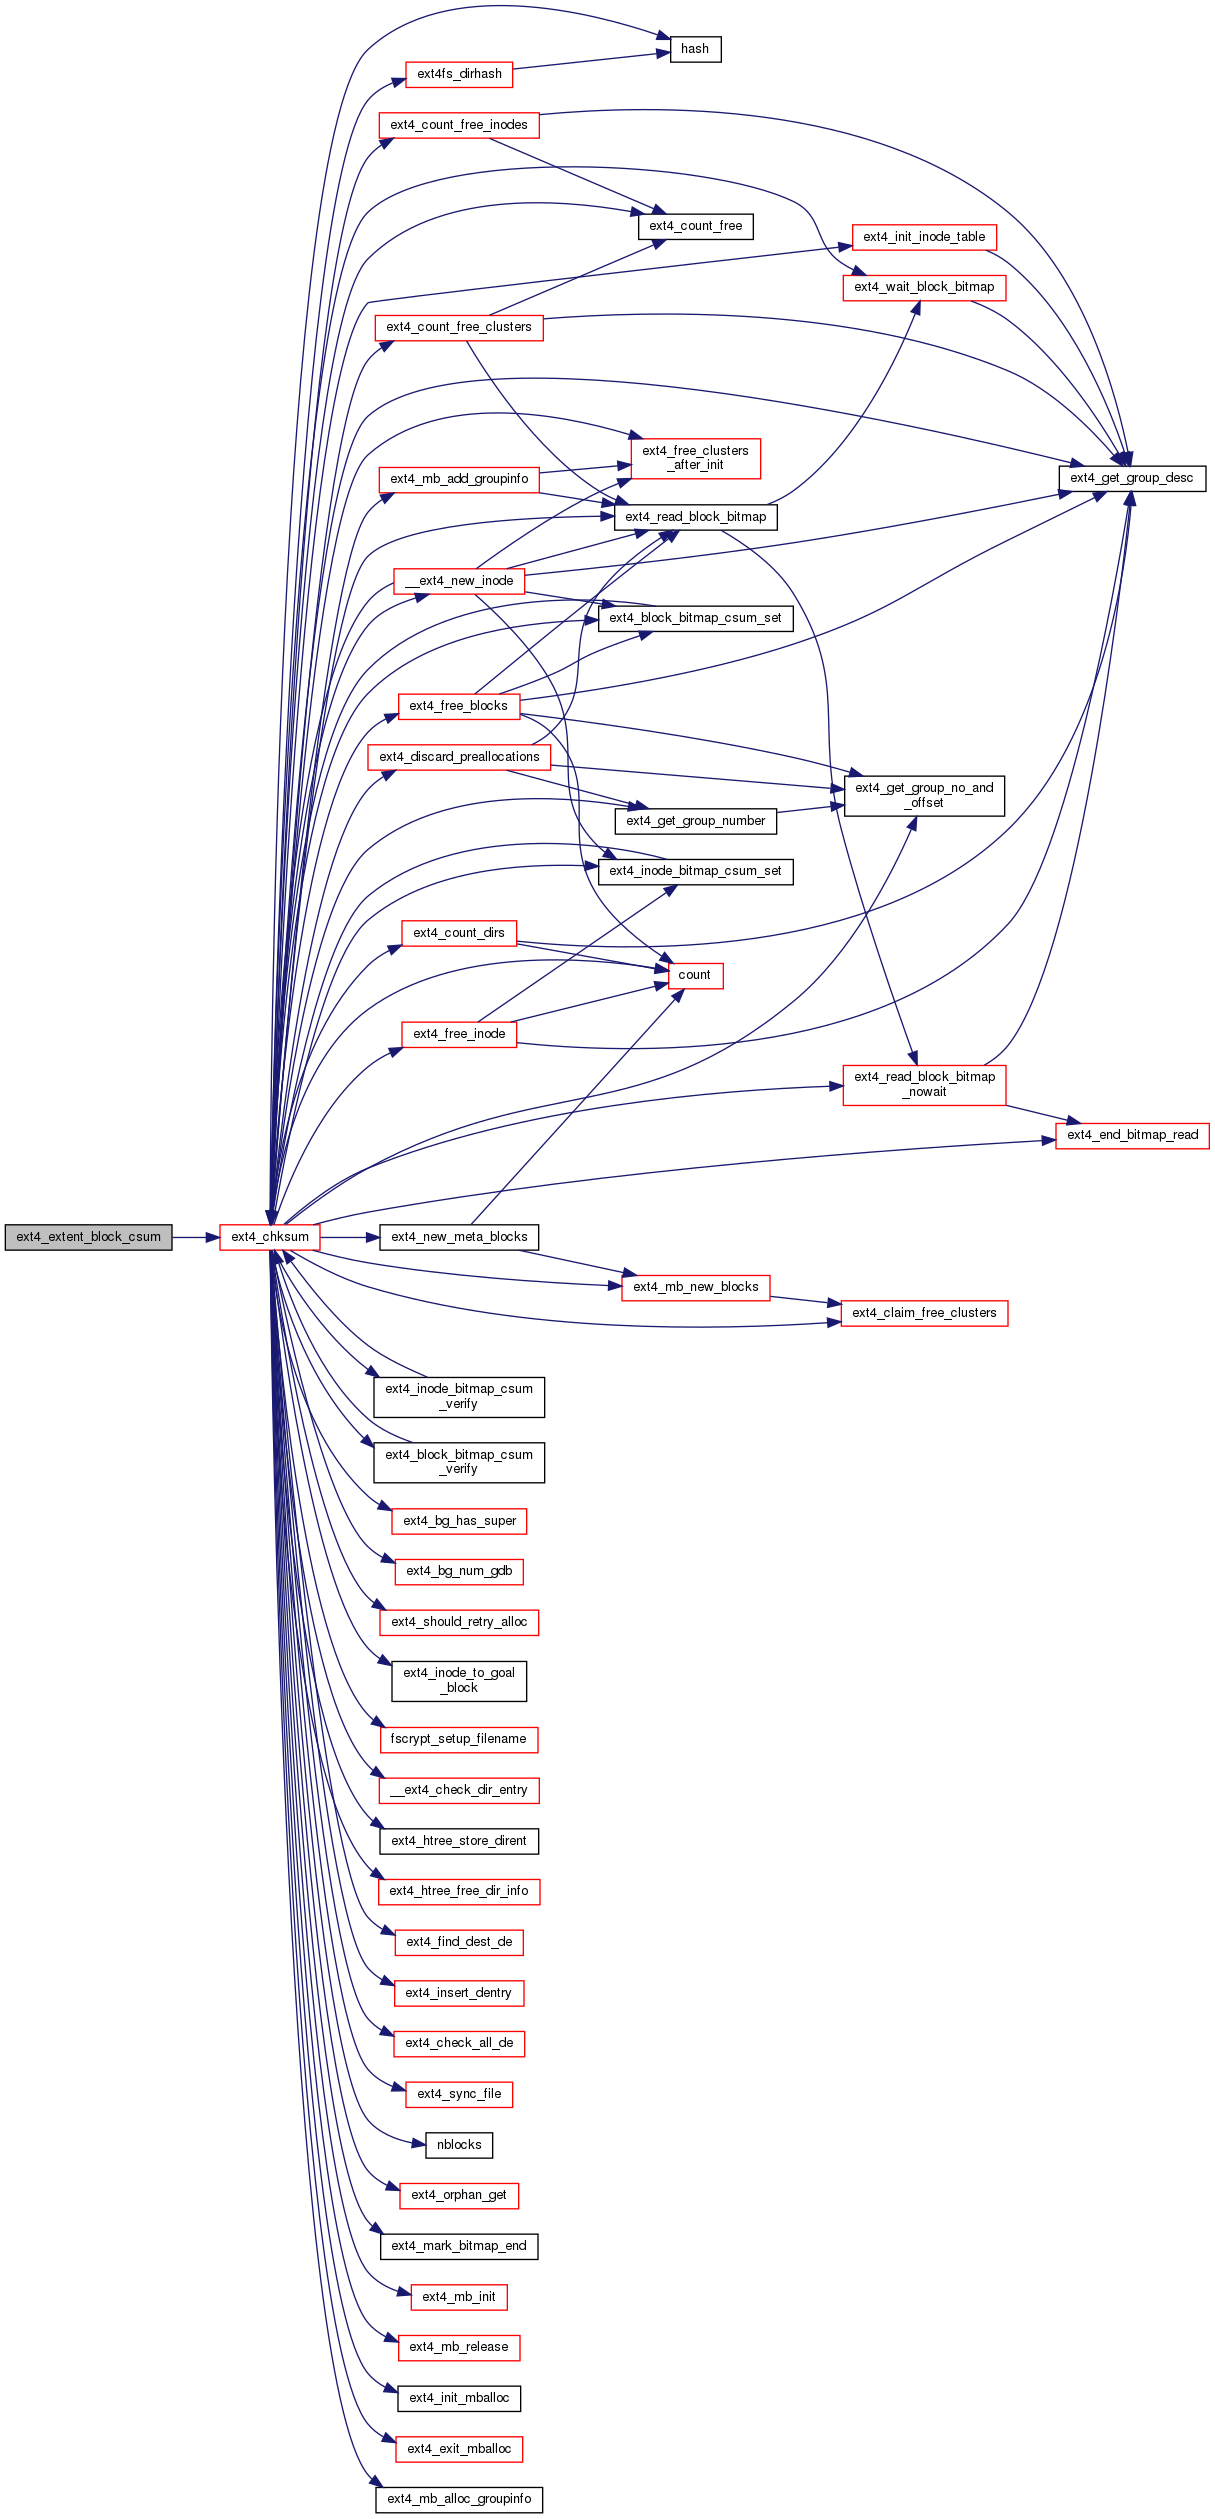 hash
ext4fs_dirhash
ext4_count_free_inodes
ext4_count_free
ext4_init_inode_table
ext4_wait_block_bitmap
ext4_count_free_clusters
ext4_free_clusters
_after_init
ext4_mb_add_groupinfo
ext4_get_group_desc
ext4_read_block_bitmap
__ext4_new_inode
ext4_block_bitmap_csum_set
ext4_free_blocks
ext4_discard_preallocations
ext4_get_group_no_and
_offset
ext4_get_group_number
ext4_inode_bitmap_csum_set
ext4_count_dirs
count
ext4_free_inode
ext4_read_block_bitmap
_nowait
ext4_end_bitmap_read
ext4_extent_block_csum
ext4_chksum
ext4_new_meta_blocks
ext4_mb_new_blocks
ext4_claim_free_clusters
ext4_inode_bitmap_csum
_verify
ext4_block_bitmap_csum
_verify
ext4_bg_has_super
ext4_bg_num_gdb
ext4_should_retry_alloc
ext4_inode_to_goal
_block
fscrypt_setup_filename
__ext4_check_dir_entry
ext4_htree_store_dirent
ext4_htree_free_dir_info
ext4_find_dest_de
ext4_insert_dentry
ext4_check_all_de
ext4_sync_file
nblocks
ext4_orphan_get
ext4_mark_bitmap_end
ext4_mb_init
ext4_mb_release
ext4_init_mballoc
ext4_exit_mballoc
ext4_mb_alloc_groupinfo